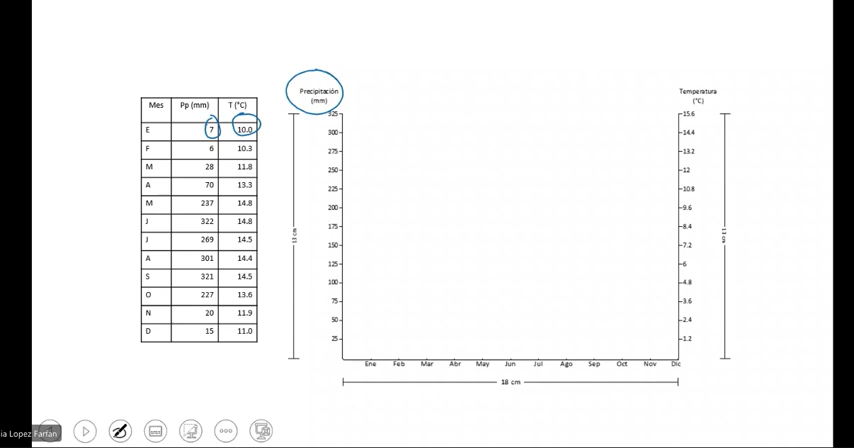 Mes Pp (mm) T (°C)
E 7 10.0
F 6 10.3
M 28 11.8
A 70 13.3
M 237 14.8
J 322 14.8
J 269 14.5
A 301 14.4
S 321 14.5
O 227 13.6
N 20 11.9
D 15 11.0
Precipitación
(mm)
325
300
275
250
225
200
175
150
125
100
75
50
25
13 cm
Temperatura
(°C)
15.6
14.4
13.2
12
10.8
9.6
8.4
7.2
6
4.8
3.6
2.4
1.2
13 cm
Ene Feb Mar Abr May Jun Jul Ago Sep Oct Nov Dic
18 cm
ia Lopez Farfan